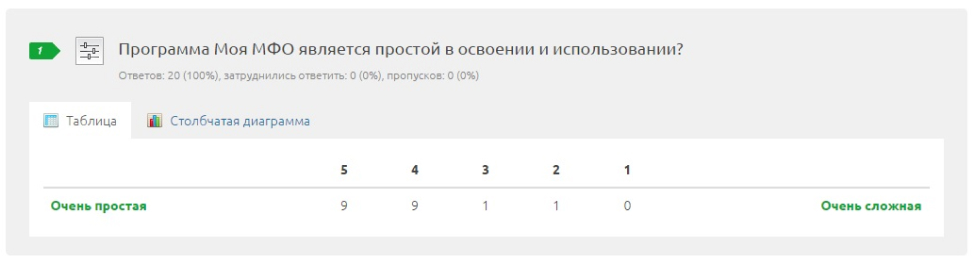 1 Программа Моя МФО является простой в освоении и использовании?
Ответов: 20 (100%), затруднились ответить: 0 (0%), пропусков: 0 (0%)
Таблица Столбчатая диаграмма
5 4 3 2 1
Очень простая 9 9 1 1 0 Очень сложная